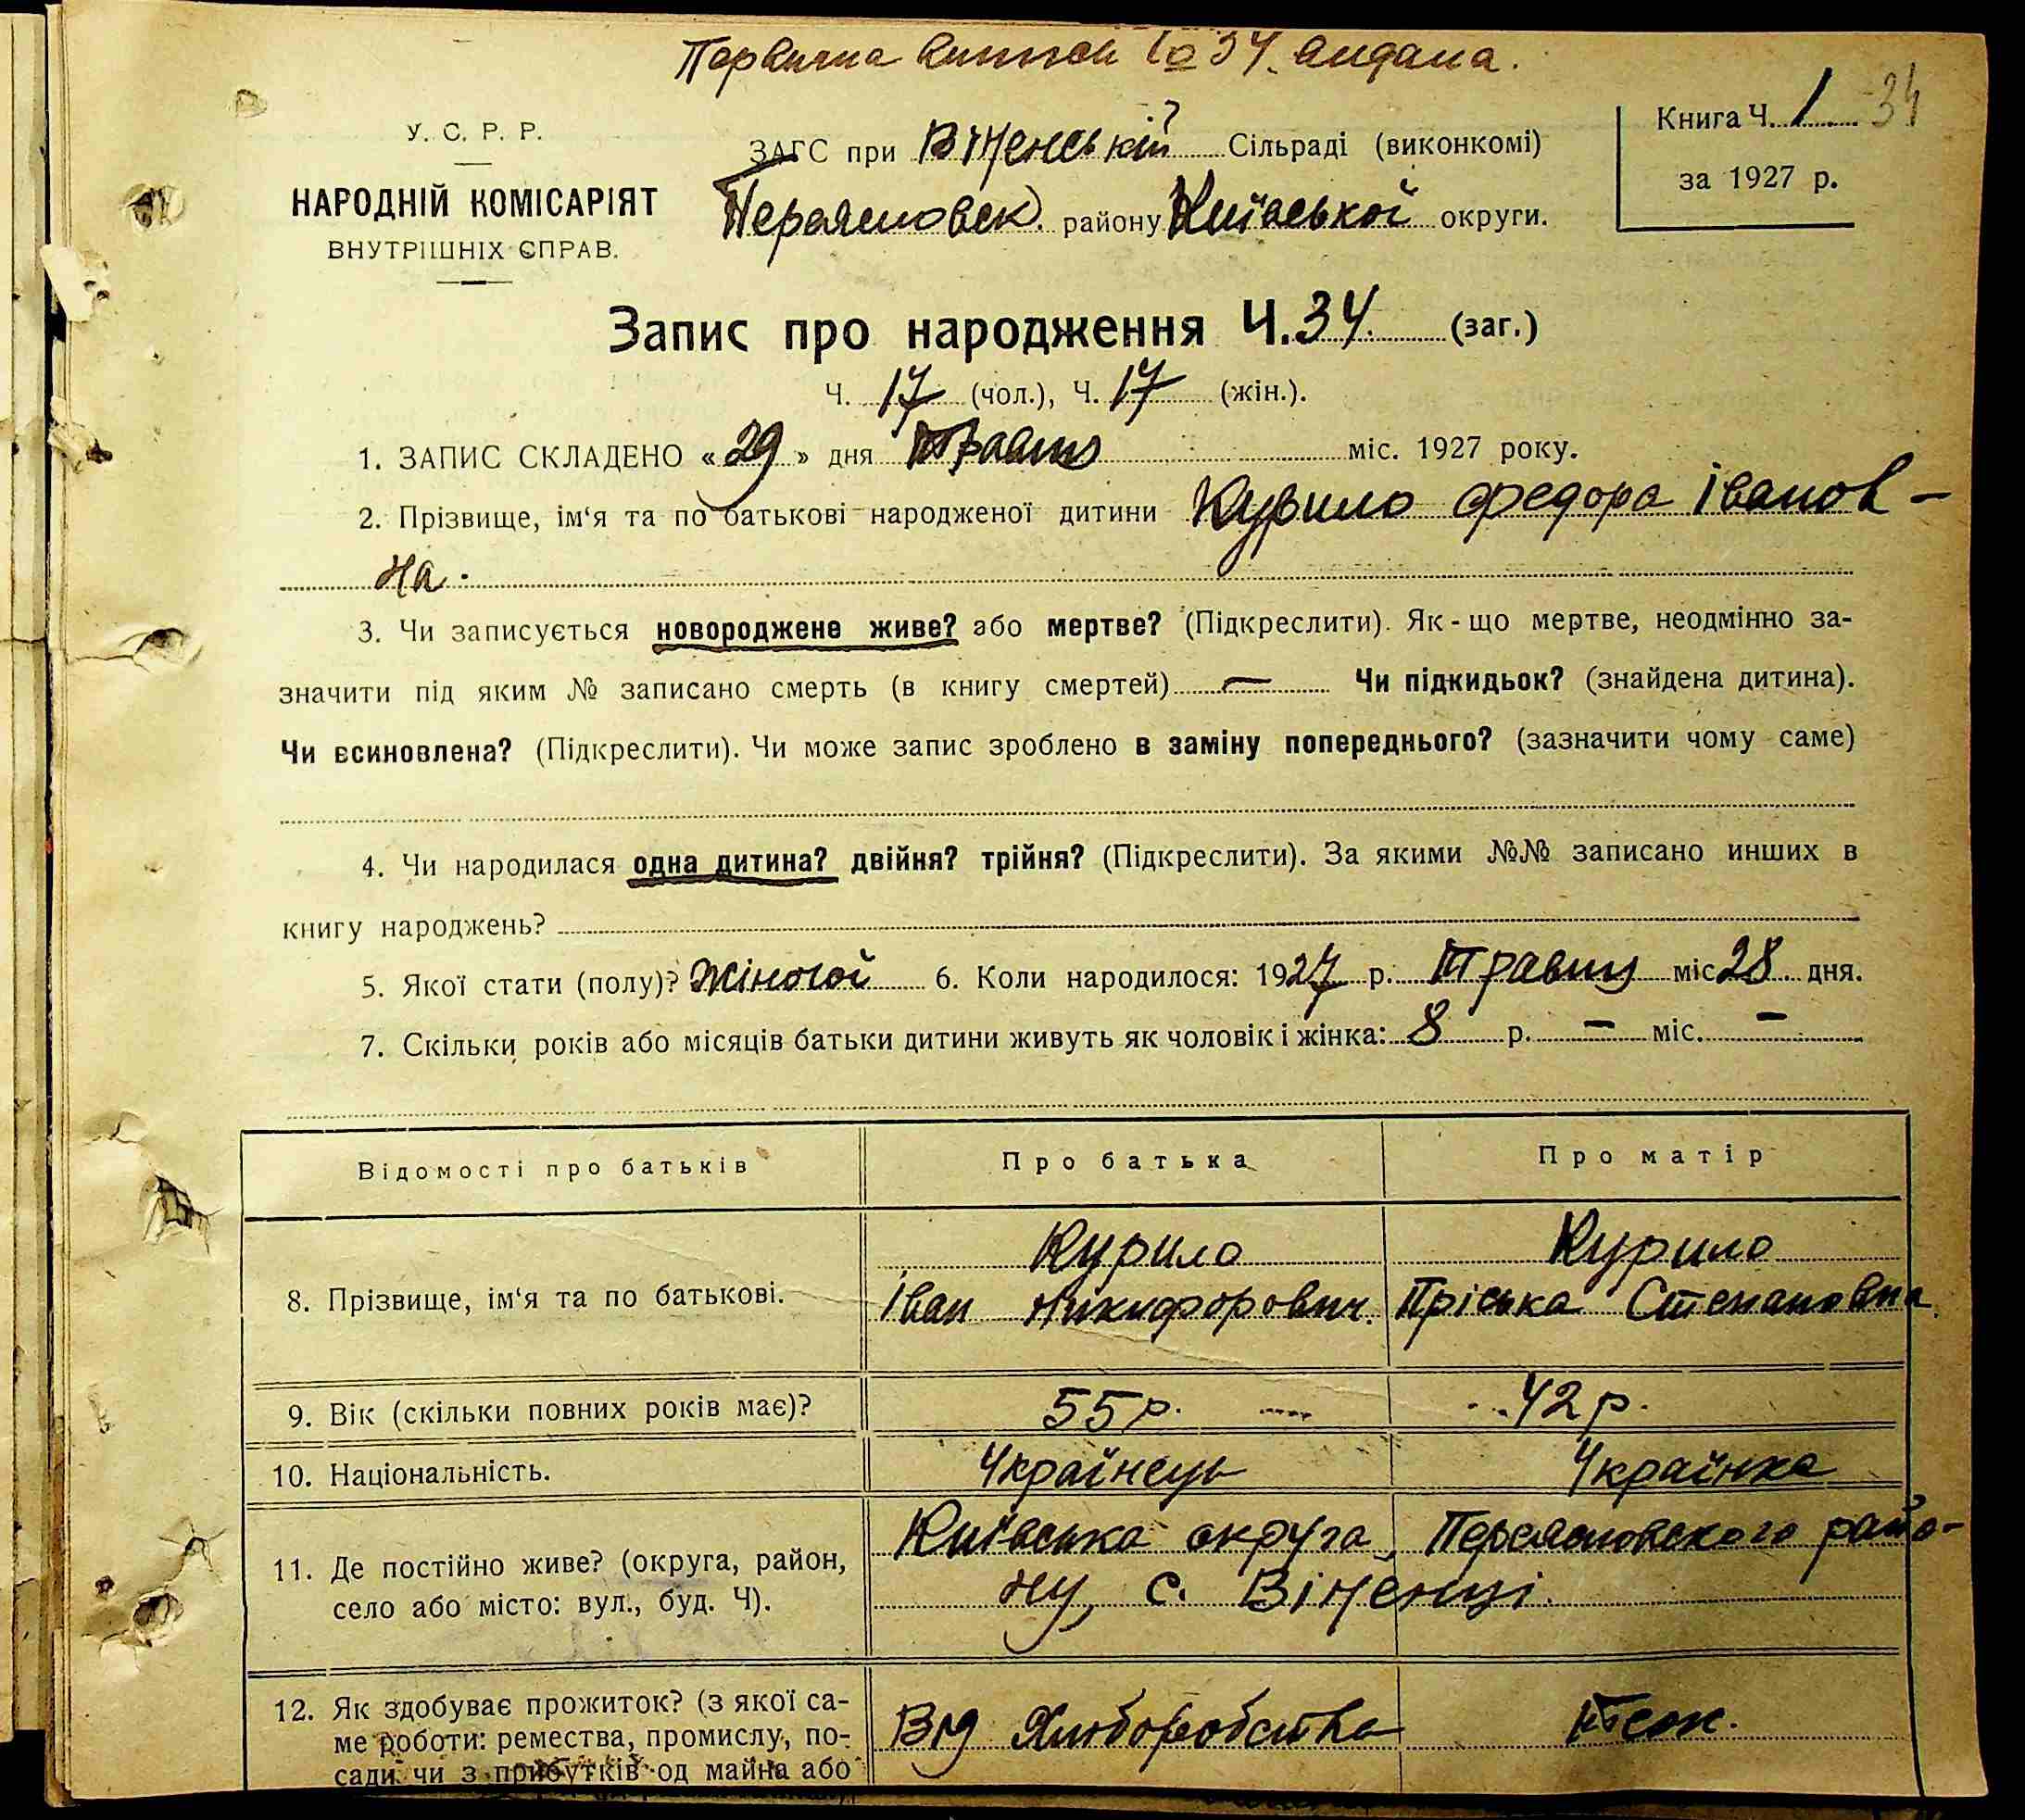 Первична витяг № 34 видана.
У. С. Р. Р.
НАРОДНІЙ КОМІСАРІЯТ
ВНУТРІШНІХ СПРАВ.
ЗАГС при Віненській Сільраді (виконкомі)
Переяславск. району Київської округи.
Книга Ч. 1 34
за 1927 р.
Запис про народження Ч. 34. (заг.)
Ч. 17 (чол.), Ч. 17 (жін.).
1. ЗАПИС СКЛАДЕНО «29» дня Травня міс. 1927 року.
2. Прізвище, ім‘я та по батькові народженої дитини Курило Федора Іванов-
на.
3. Чи записується новороджене живе? або мертве? (Підкреслити). Як-що мертве, неодмінно за-
значити під яким № записано смерть (в книгу смертей) — Чи підкидьок? (знайдена дитина).
Чи всиновлена? (Підкреслити). Чи може запис зроблено в заміну попереднього? (зазначити чому саме)
4. Чи народилася одна дитина? двійня? трійня? (Підкреслити). За якими №№ записано инших в
книгу народжень?
5. Якої стати (полу)? Жіночої 6. Коли народилося: 1927 р. Травня міс 28 дня.
7. Скільки років або місяців батьки дитини живуть як чоловік і жінка: 8 р. — міс. —
Відомості про батьків Про батька Про матір
8. Прізвище, ім‘я та по батькові.
Курило
Іван Никифорович.
Курило
Пріська Степановна
9. Вік (скільки повних років має)? 55 р. 42 р.
10. Національність. Українець Українка
11. Де постійно живе? (округа, район,
село або місто: вул., буд. Ч).
Київська округа, Переясловского райо-
ну, с. Віненці.
12. Як здобуває прожиток? (з якої са-
ме роботи: ремества, промислу, по-
сади чи з прибутків од майна або
Від Хліборобства теж.